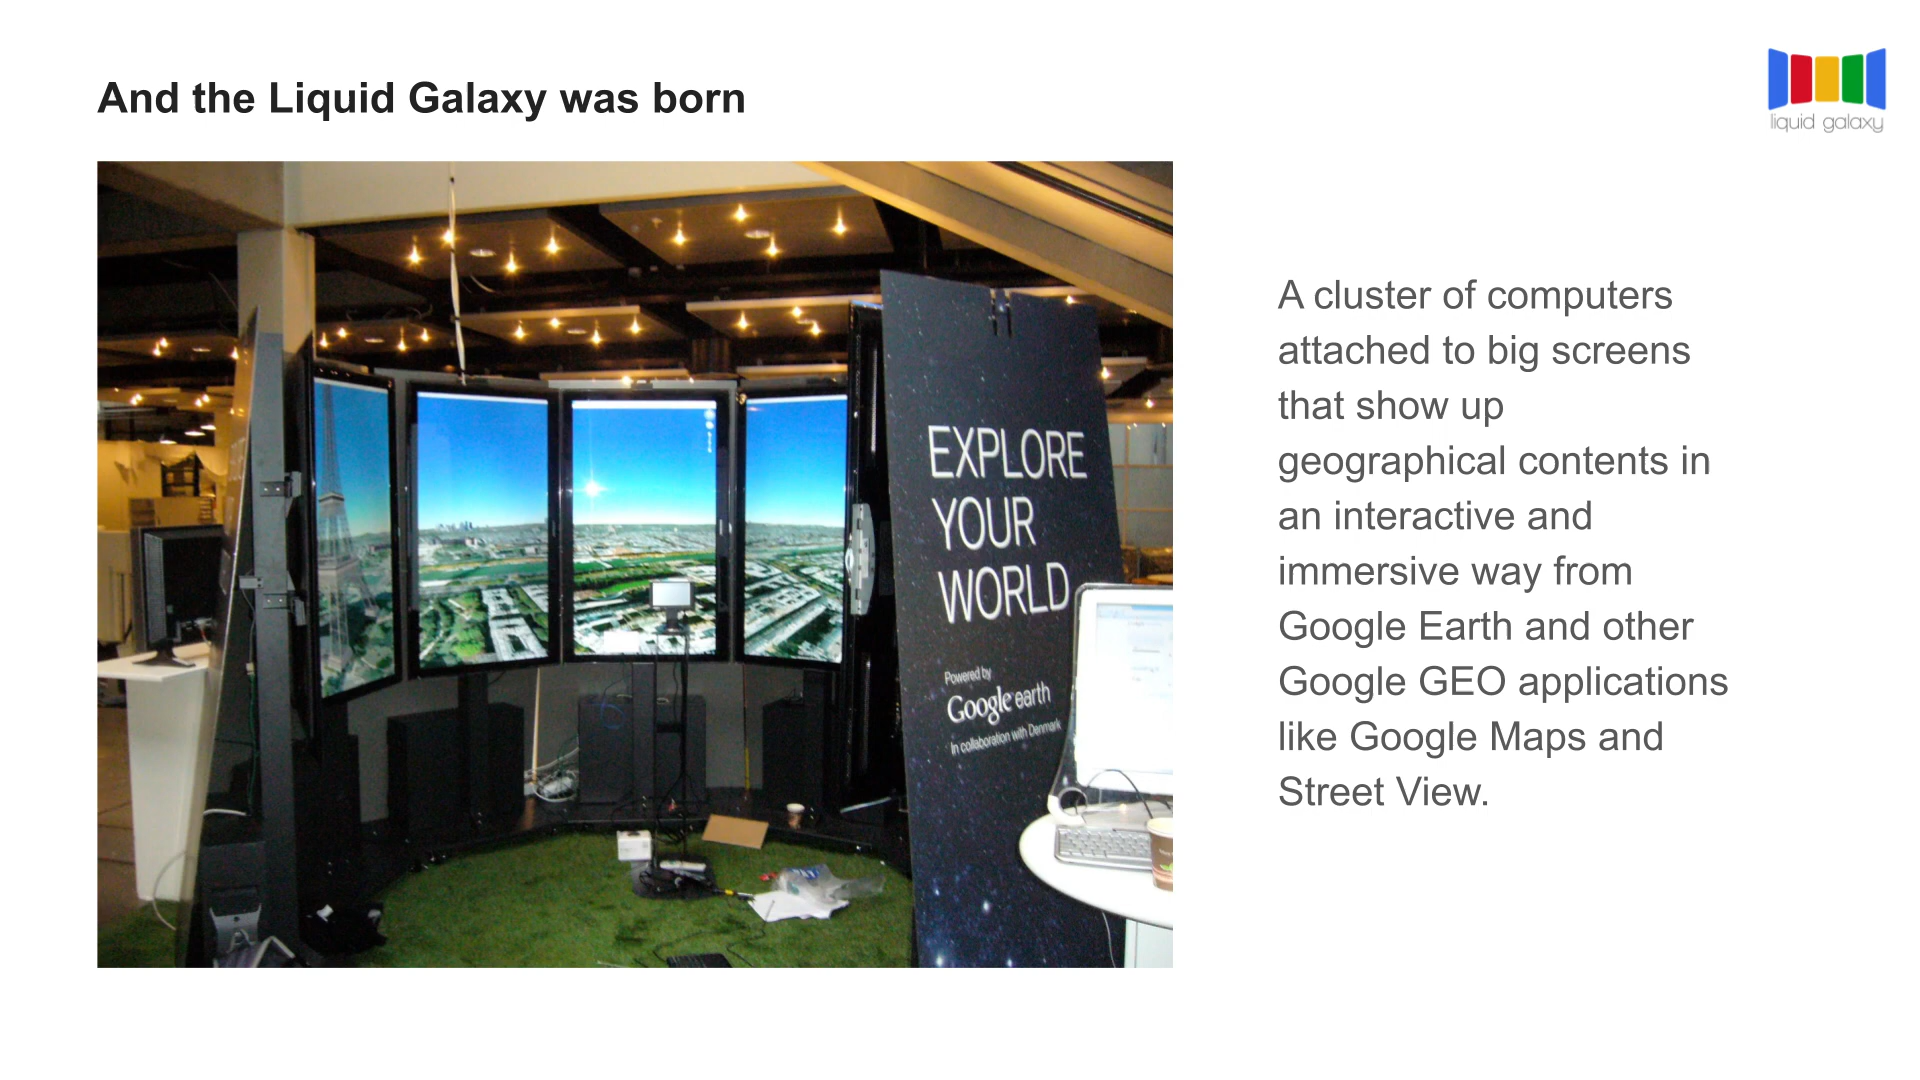 And the Liquid Galaxy was born
liquid galaxy
EXPLORE
YOUR
WORLD
Powered by
Google earth
In collaboration with Denmark
A cluster of computers
attached to big screens
that show up
geographical contents in
an interactive and
immersive way from
Google Earth and other
Google GEO applications
like Google Maps and
Street View.